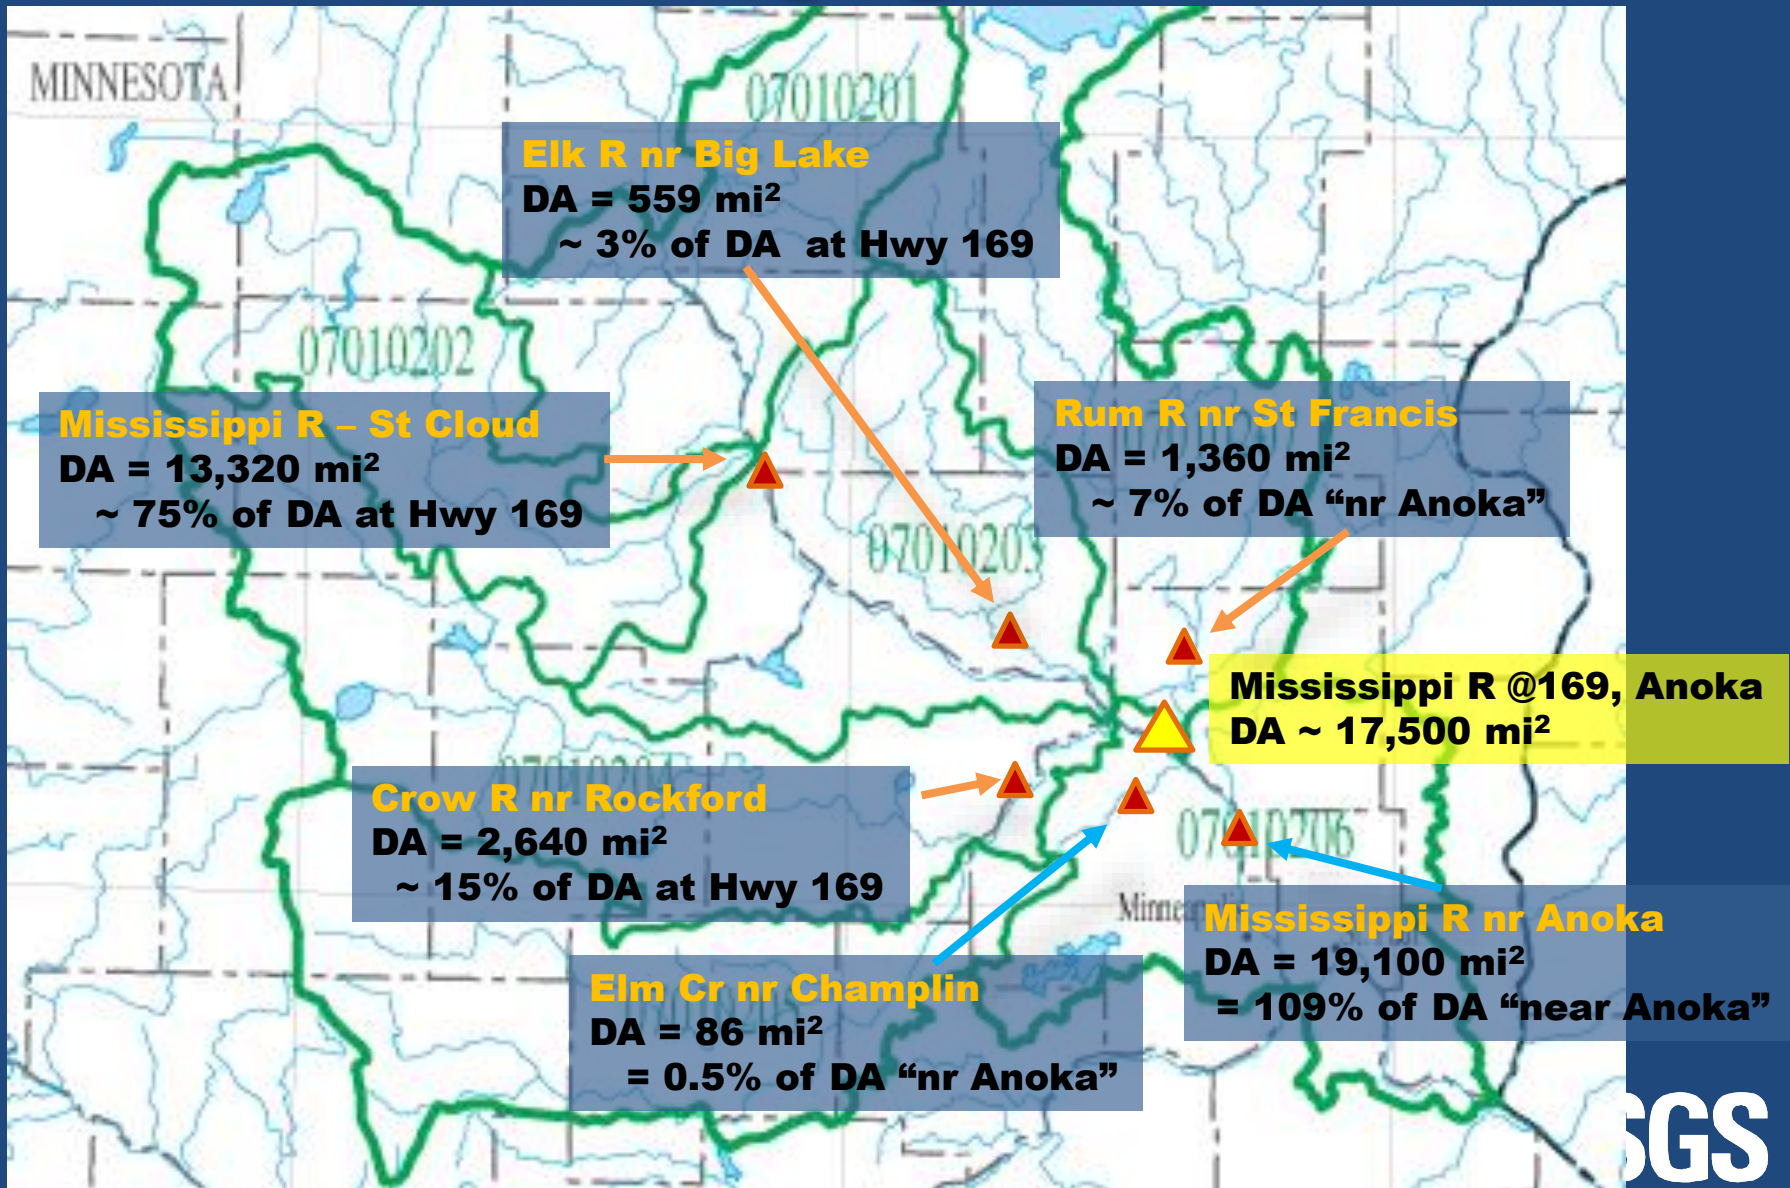 MINNESOTA
07010201
Elk R nr Big Lake
DA = 559 mi²
~ 3% of DA at Hwy 169
07010202
Mississippi R – St Cloud
DA = 13,320 mi²
~ 75% of DA at Hwy 169
Rum R nr St Francis
DA = 1,360 mi²
~ 7% of DA “nr Anoka”
07010203
Mississippi R @169, Anoka
DA ~ 17,500 mi²
Crow R nr Rockford
DA = 2,640 mi²
~ 15% of DA at Hwy 169
07010206
Mississippi R nr Anoka
DA = 19,100 mi²
= 109% of DA “near Anoka”
Elm Cr nr Champlin
DA = 86 mi²
= 0.5% of DA “nr Anoka”
SGS